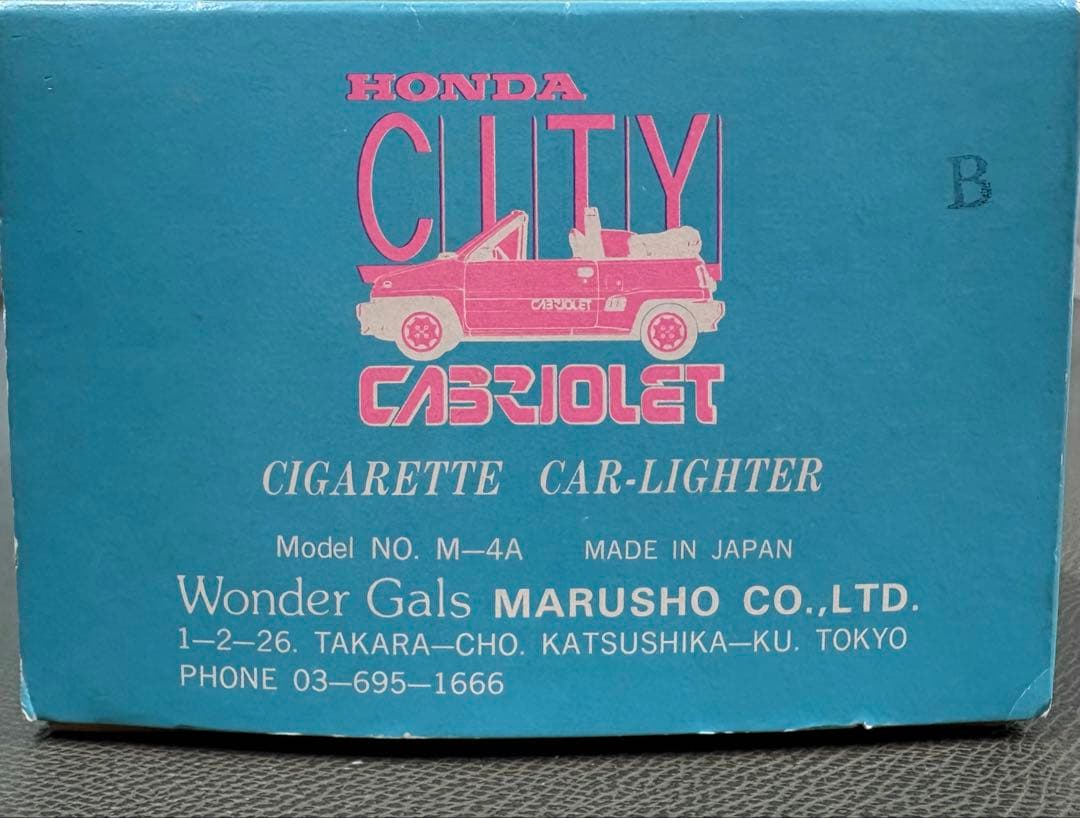 HONDA
CITY
B
CABRIOLET
CABRIOLET
CIGARETTE CAR-LIGHTER
Model NO. M—4A MADE IN JAPAN
Wonder Gals MARUSHO CO.,LTD.
1—2—26. TAKARA—CHO. KATSUSHIKA—KU. TOKYO
PHONE 03—695—1666